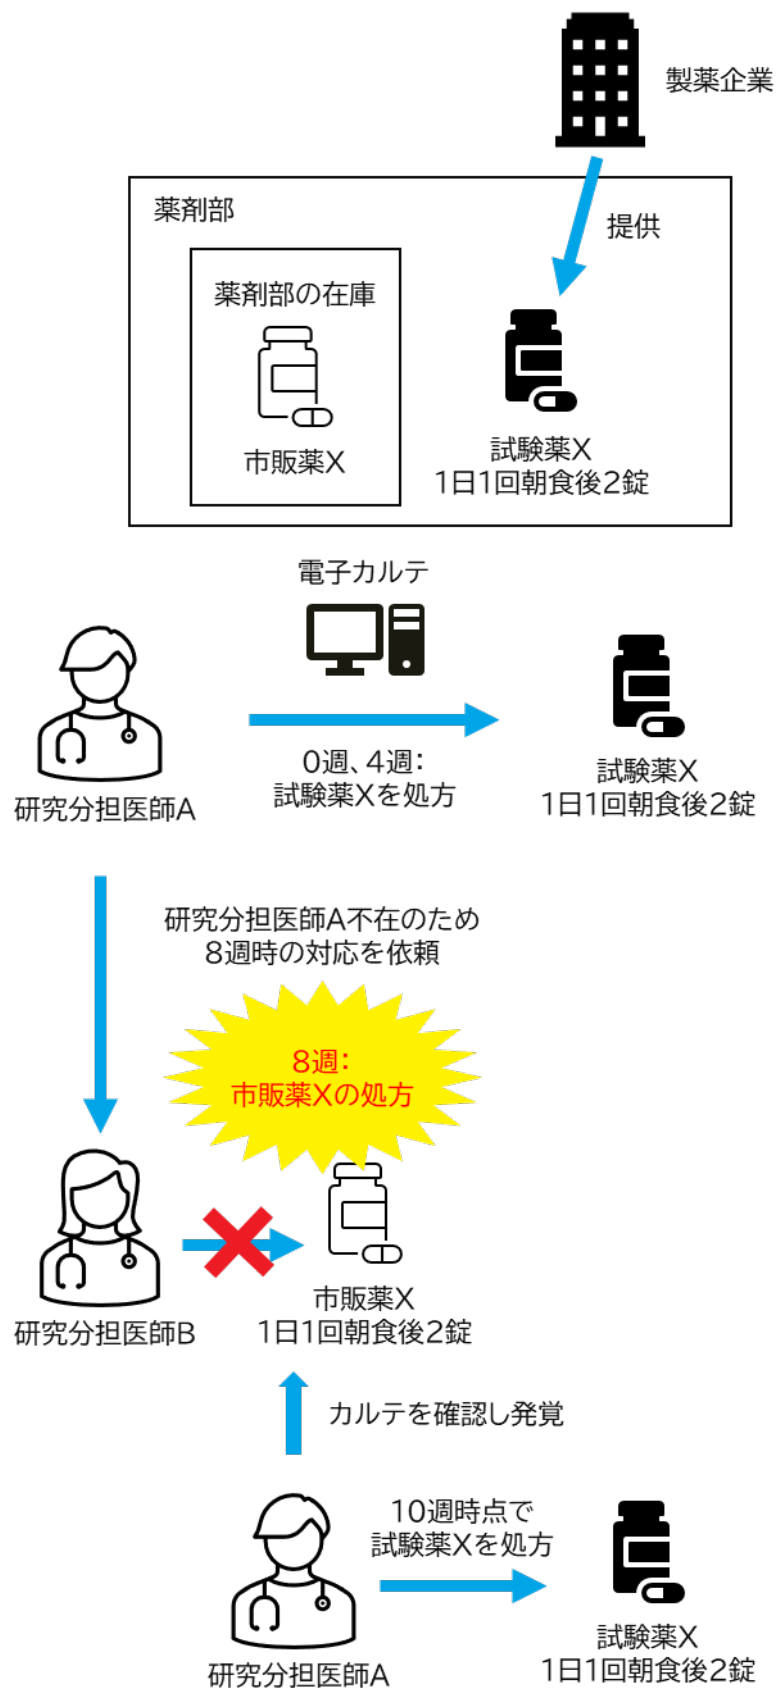 製薬企業
薬剤部
提供
薬剤部の在庫
市販薬X
試験薬X
1日1回朝食後2錠
電子カルテ
0週、4週：
試験薬Xを処方
研究分担医師A
試験薬X
1日1回朝食後2錠
研究分担医師A不在のため
8週時の対応を依頼
8週：
市販薬Xの処方
研究分担医師B
市販薬X
1日1回朝食後2錠
カルテを確認し発覚
10週時点で
試験薬Xを処方
研究分担医師A
試験薬X
1日1回朝食後2錠